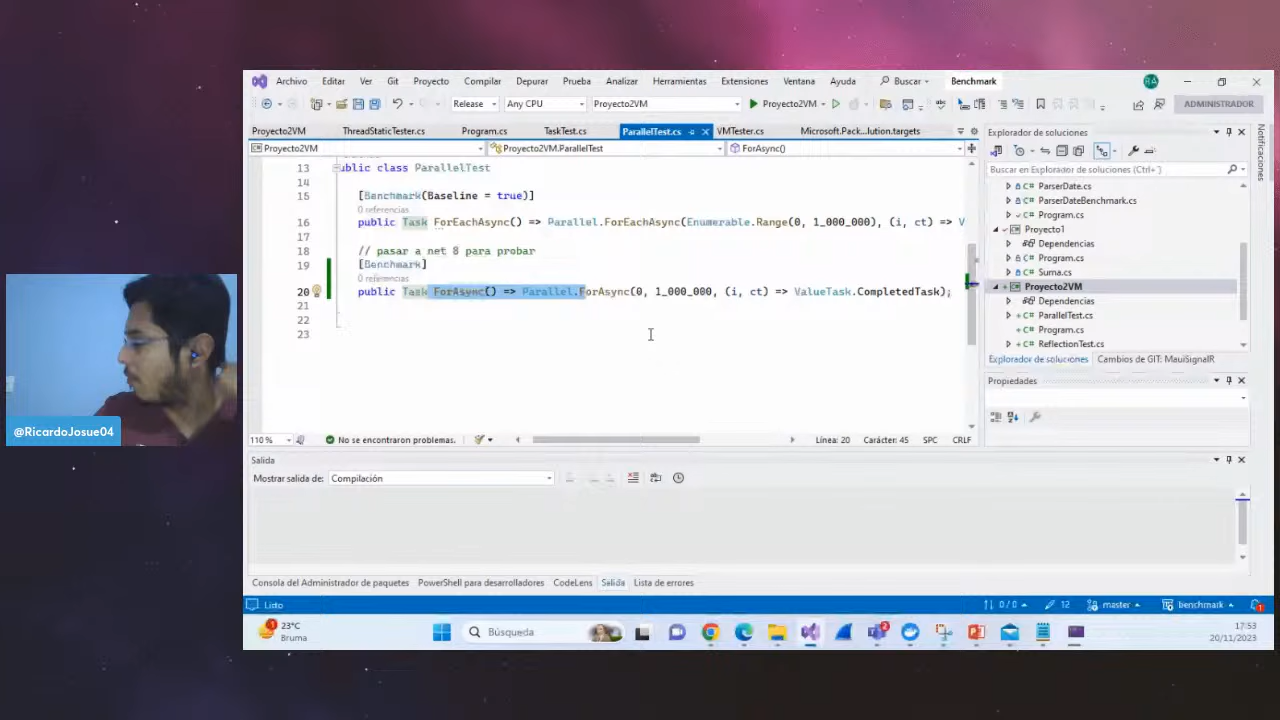 Archivo Editar Ver Git Proyecto Compilar Depurar Prueba Analizar Herramientas Extensiones Ventana Ayuda Buscar Benchmark RA
Release Any CPU Proyecto2VM Proyecto2VM ADMINISTRADOR
Proyecto2VM ThreadStaticTester.cs Program.cs TaskTest.cs ParallelTest.cs VMTester.cs Microsoft.Pack...lution.targets
Proyecto2VM Proyecto2VM.ParallelTest ForAsync()
13 public class ParallelTest
14
15 [Benchmark(Baseline = true)]
0 referencias
16 public Task ForEachAsync() => Parallel.ForEachAsync(Enumerable.Range(0, 1_000_000), (i, ct) => V
17
18 // pasar a net 8 para probar
19 [Benchmark]
0 referencias
20 public Task ForAsync() => Parallel.ForAsync(0, 1_000_000, (i, ct) => ValueTask.CompletedTask);
21
22
23
110 % No se encontraron problemas. Línea: 20 Carácter: 45 SPC CRLF
Explorador de soluciones
Buscar en Explorador de soluciones (Ctrl+
C# ParserDate.cs
C# ParserDateBenchmark.cs
C# Program.cs
Proyecto1
Dependencias
C# Program.cs
C# Suma.cs
Proyecto2VM
Dependencias
C# ParallelTest.cs
C# Program.cs
C# ReflectionTest.cs
Explorador de soluciones Cambios de GIT: MauiSignalR
Propiedades
Notificaciones
Salida
Mostrar salida de: Compilación
Consola del Administrador de paquetes PowerShell para desarrolladores CodeLens Salida Lista de errores
Listo 0 / 0 12 master benchmark 1
23°C
Bruma
Búsqueda
17:53
20/11/2023
@RicardoJosue04